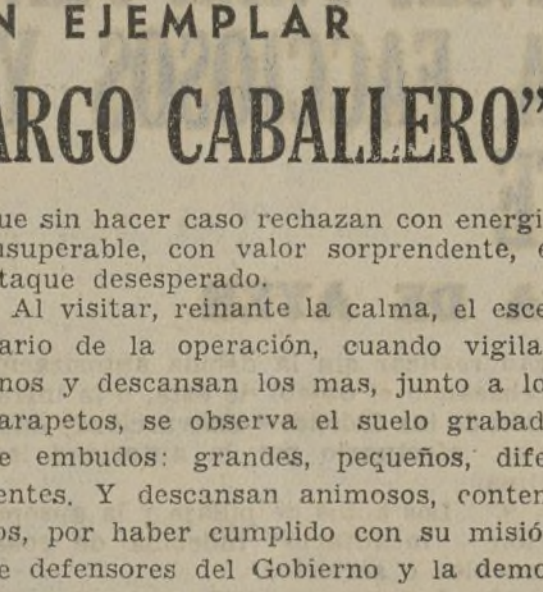 N EJEMPLAR
ARGO CABALLERO”
ue sin hacer caso rechazan con energi
nsuperable, con valor sorprendente, e
taque desesperado.
Al visitar, reinante la calma, el esce
ario de la operación, cuando vigila
nos y descansan los mas, junto a lo
arapetos, se observa el suelo grabad
e embudos: grandes, pequeños, dife
entes. Y descansan animosos, conten
os, por haber cumplido con su misió
e defensores del Gobierno y la demo